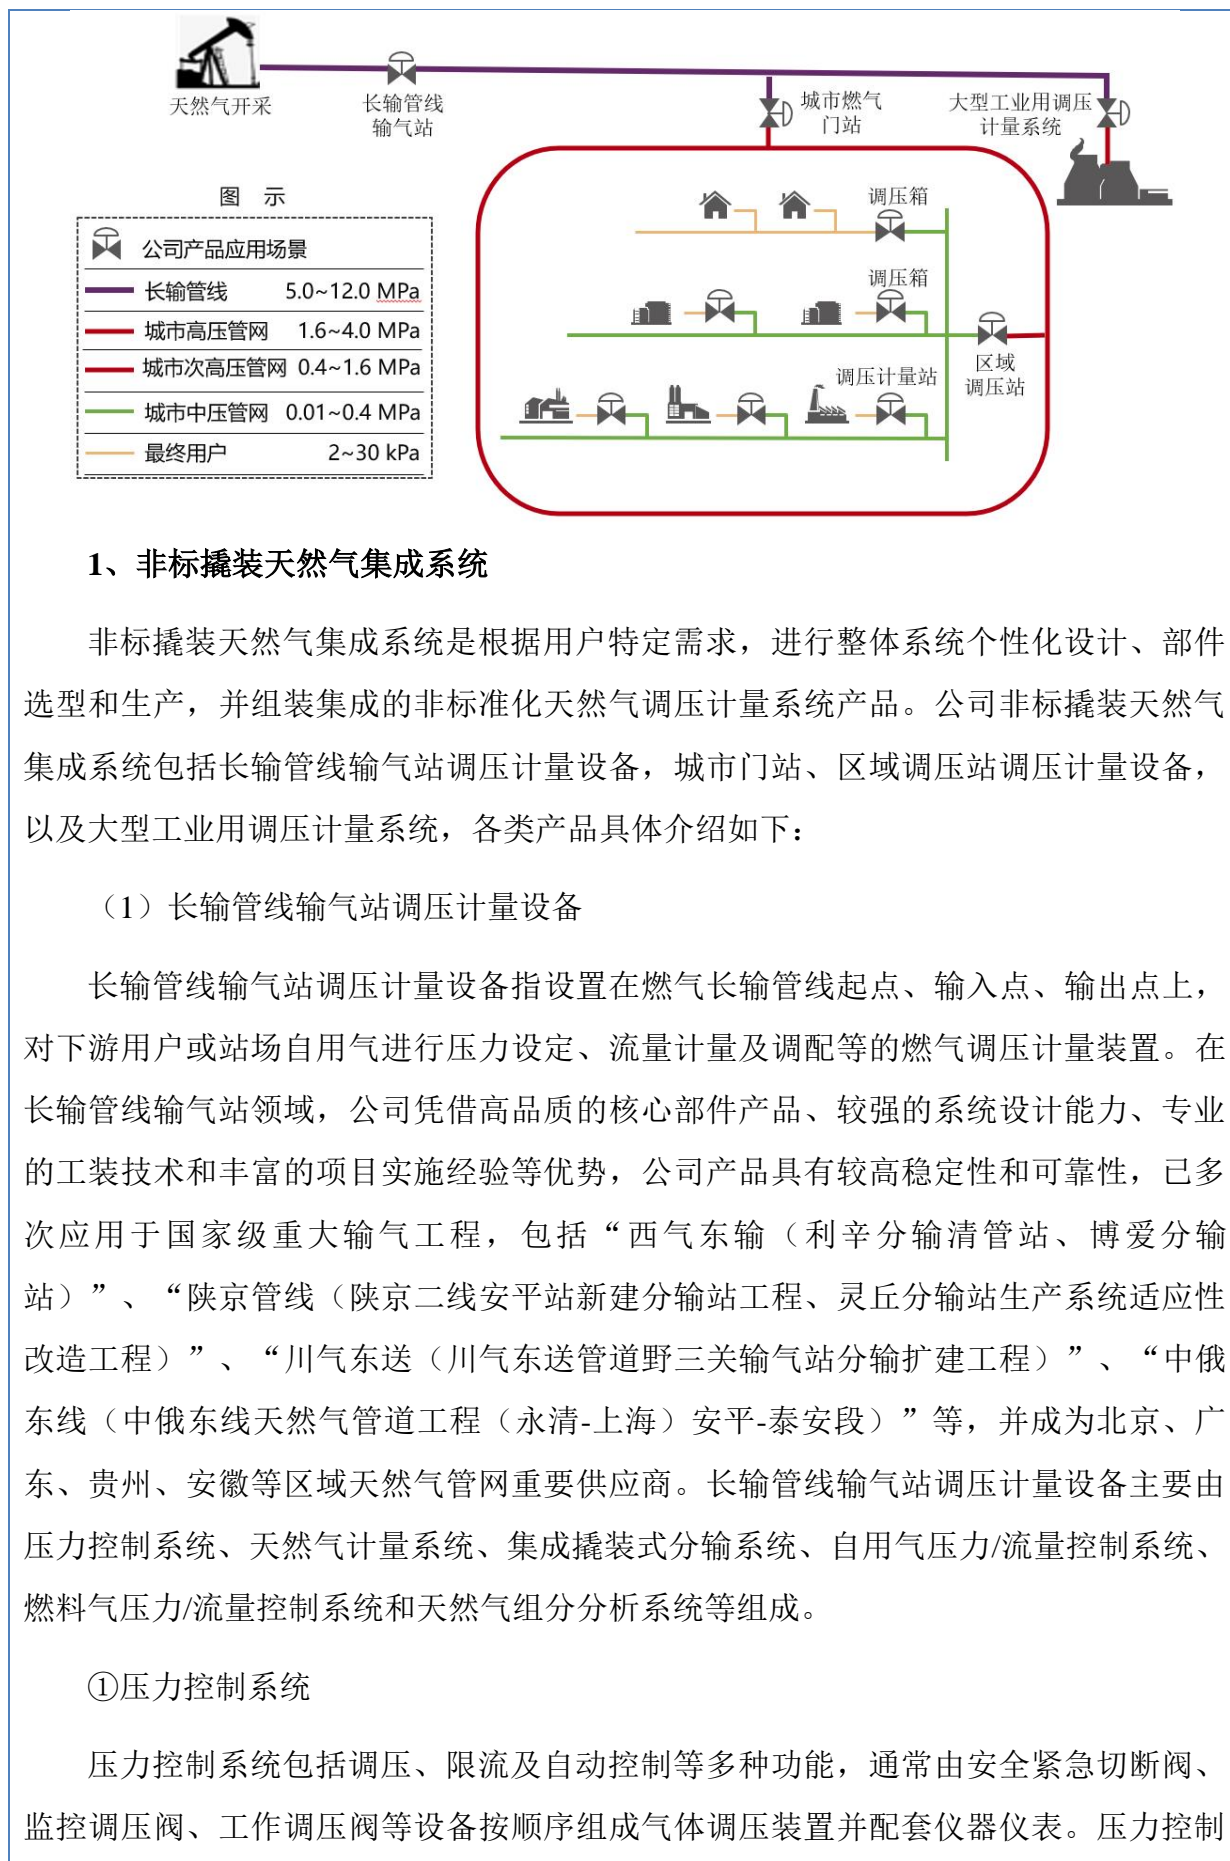 天然气开采
长输管线
输气站
城市燃气
门站
大型工业用调压
计量系统
图 示
公司产品应用场景
长输管线 5.0~12.0 MPa
城市高压管网 1.6~4.0 MPa
城市次高压管网 0.4~1.6 MPa
城市中压管网 0.01~0.4 MPa
最终用户 2~30 kPa
调压箱
调压箱
区域
调压站
调压计量站
1、非标撬装天然气集成系统
非标撬装天然气集成系统是根据用户特定需求，进行整体系统个性化设计、部件
选型和生产，并组装集成的非标准化天然气调压计量系统产品。公司非标撬装天然气
集成系统包括长输管线输气站调压计量设备，城市门站、区域调压站调压计量设备，
以及大型工业用调压计量系统，各类产品具体介绍如下：
（1）长输管线输气站调压计量设备
长输管线输气站调压计量设备指设置在燃气长输管线起点、输入点、输出点上，
对下游用户或站场自用气进行压力设定、流量计量及调配等的燃气调压计量装置。在
长输管线输气站领域，公司凭借高品质的核心部件产品、较强的系统设计能力、专业
的工装技术和丰富的项目实施经验等优势，公司产品具有较高稳定性和可靠性，已多
次应用于国家级重大输气工程，包括“西气东输（利辛分输清管站、博爱分输
站）”、“陕京管线（陕京二线安平站新建分输站工程、灵丘分输站生产系统适应性
改造工程）”、“川气东送（川气东送管道野三关输气站分输扩建工程）”、“中俄
东线（中俄东线天然气管道工程（永清-上海）安平-泰安段）”等，并成为北京、广
东、贵州、安徽等区域天然气管网重要供应商。长输管线输气站调压计量设备主要由
压力控制系统、天然气计量系统、集成撬装式分输系统、自用气压力/流量控制系统、
燃料气压力/流量控制系统和天然气组分分析系统等组成。
①压力控制系统
压力控制系统包括调压、限流及自动控制等多种功能，通常由安全紧急切断阀、
监控调压阀、工作调压阀等设备按顺序组成气体调压装置并配套仪器仪表。压力控制